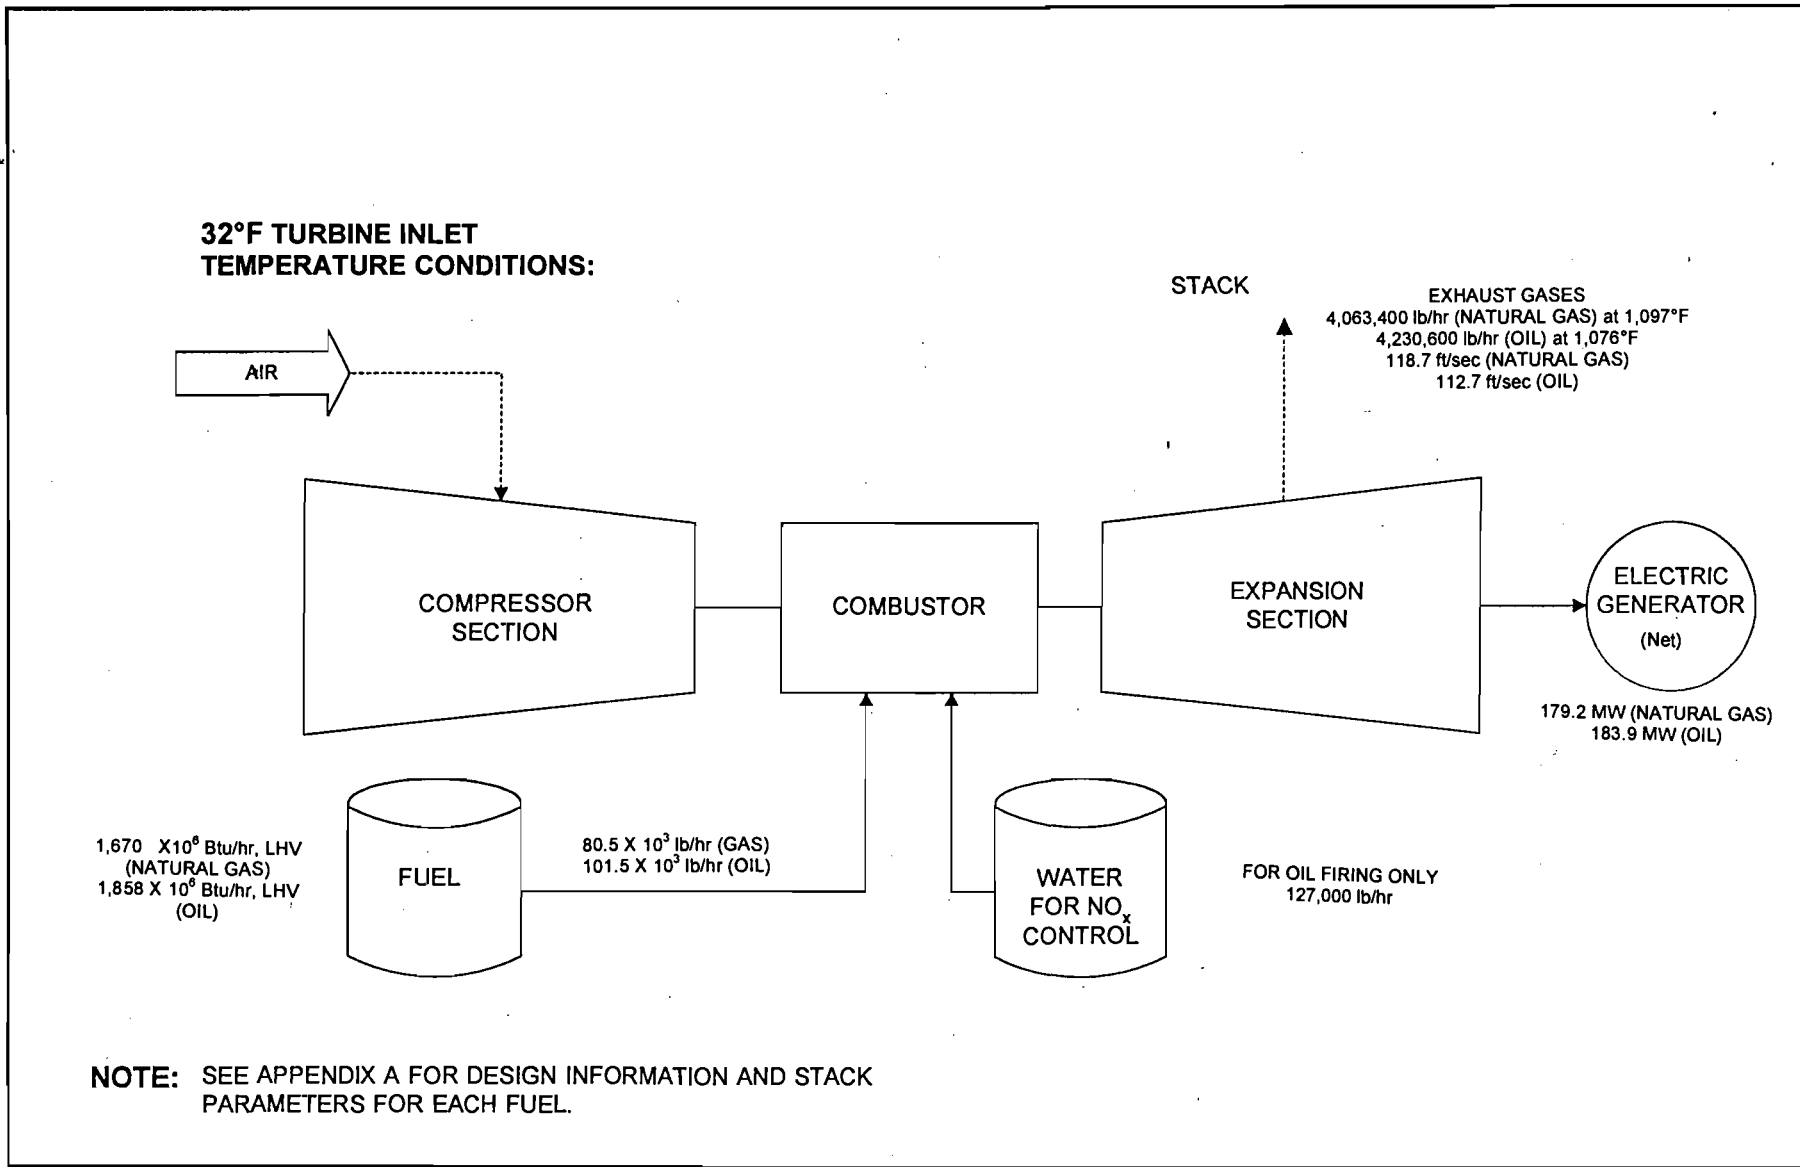 32°F TURBINE INLET
TEMPERATURE CONDITIONS:
AIR
STACK
EXHAUST GASES
4,063,400 lb/hr (NATURAL GAS) at 1,097°F
4,230,600 lb/hr (OIL) at 1,076°F
118.7 ft/sec (NATURAL GAS)
112.7 ft/sec (OIL)
COMPRESSOR
SECTION
COMBUSTOR
EXPANSION
SECTION
ELECTRIC
GENERATOR
(Net)
179.2 MW (NATURAL GAS)
183.9 MW (OIL)
1,670 X10⁶ Btu/hr, LHV
(NATURAL GAS)
1,858 X 10⁶ Btu/hr, LHV
(OIL)
FUEL
80.5 X 10³ lb/hr (GAS)
101.5 X 10³ lb/hr (OIL)
WATER
FOR NOₓ
CONTROL
FOR OIL FIRING ONLY
127,000 lb/hr
NOTE: SEE APPENDIX A FOR DESIGN INFORMATION AND STACK
PARAMETERS FOR EACH FUEL.